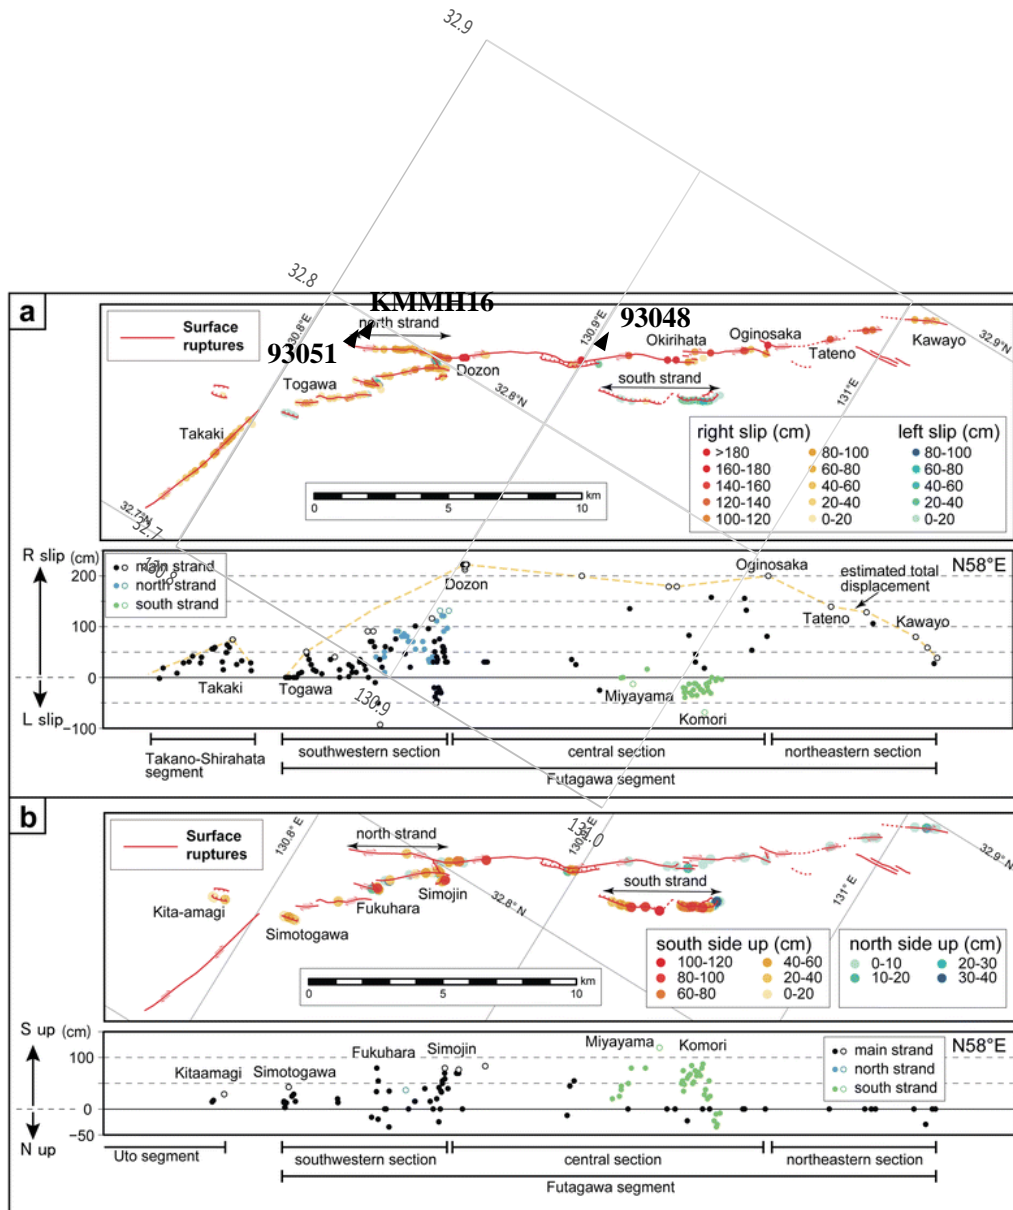 32.9
32.8
a
Surface
ruptures
130.8°E
KMMH16
north strand
93051
130.9°E
93048
Okirihata
Oginosaka
Tateno
Kawayo
32.9°N
Togawa
Dozon
south strand
32.8°N
131°E
Takaki
right slip (cm)
left slip (cm)
>180
80-100
80-100
160-180
60-80
60-80
140-160
40-60
40-60
120-140
20-40
20-40
100-120
0-20
0-20
32.7°N
32.7
km
0
5
10
R slip
(cm)
130.8
main strand
north strand
south strand
200
100
0
−100
L slip
N58°E
Dozon
Oginosaka
estimated total
displacement
Tateno
Kawayo
Takaki
Togawa
130.9
Miyayama
Komori
Takano-Shirahata
segment
southwestern section
central section
northeastern section
Futagawa segment
b
131.0
Surface
ruptures
130.8° E
north strand
130.9°E
131° E
32.9° N
Kita-amagi
Simotogawa
Fukuhara
Simojin
32.8° N
south strand
south side up (cm)
north side up (cm)
100-120
40-60
0-10
20-30
80-100
20-40
10-20
30-40
60-80
0-20
km
0
5
10
S up
(cm)
100
0
−50
N up
Kitaamagi
Simotogawa
Fukuhara
Simojin
Miyayama
Komori
N58°E
main strand
north strand
south strand
Uto segment
southwestern section
central section
northeastern section
Futagawa segment